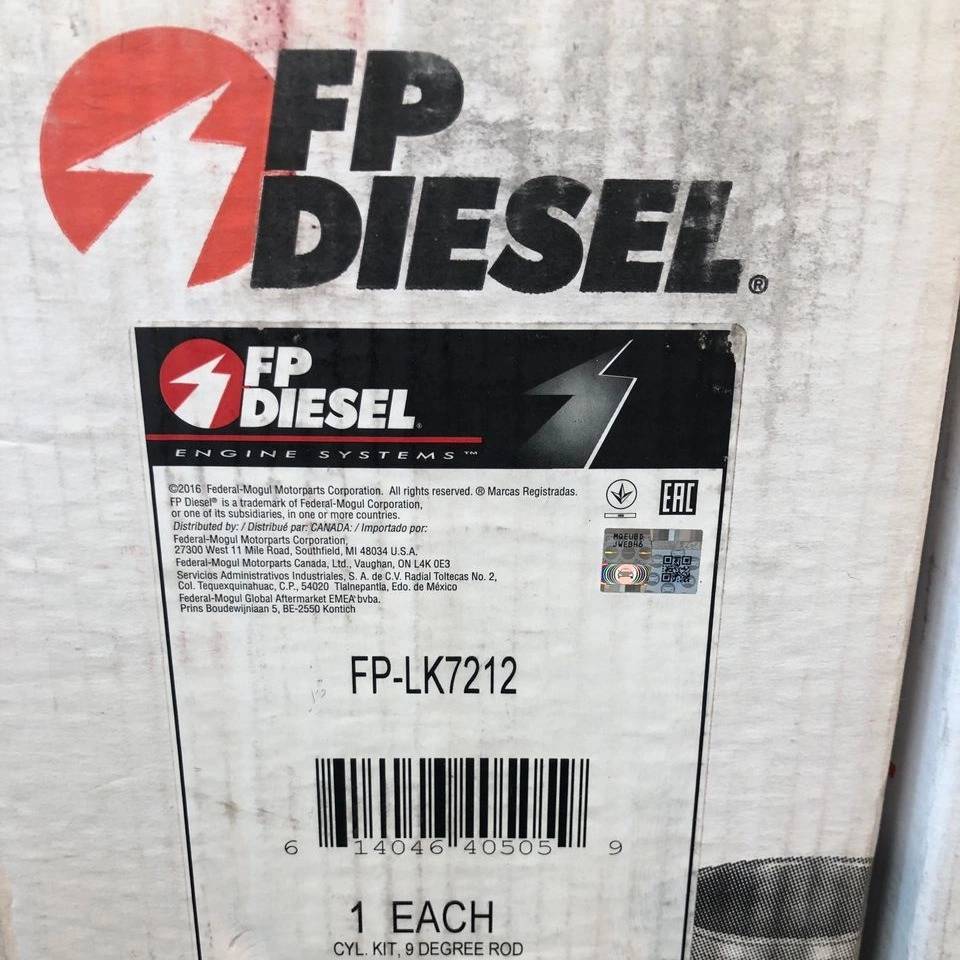 FP
DIESEL®
FP
DIESEL®
ENGINE SYSTEMS™
©2016 Federal-Mogul Motorparts Corporation. All rights reserved. ® Marcas Registradas.
FP Diesel® is a trademark of Federal-Mogul Corporation,
or one of its subsidiaries, in one or more countries.
Distributed by: / Distribué par: CANADA: / Importado por:
Federal-Mogul Motorparts Corporation,
27300 West 11 Mile Road, Southfield, MI 48034 U.S.A.
Federal-Mogul Motorparts Canada, Ltd., Vaughan, ON L4K 0E3
Servicios Administrativos Industriales, S. A. de C.V. Radial Toltecas No. 2,
Col. Tequexquinahuac, C.P., 54020 Tlalnepantla, Edo. de México
Federal-Mogul Global Aftermarket EMEA bvba.
Prins Boudewijnlaan 5, BE-2550 Kontich
EAC
FP-LK7212
6 14046 40505 9
1 EACH
CYL. KIT, 9 DEGREE ROD